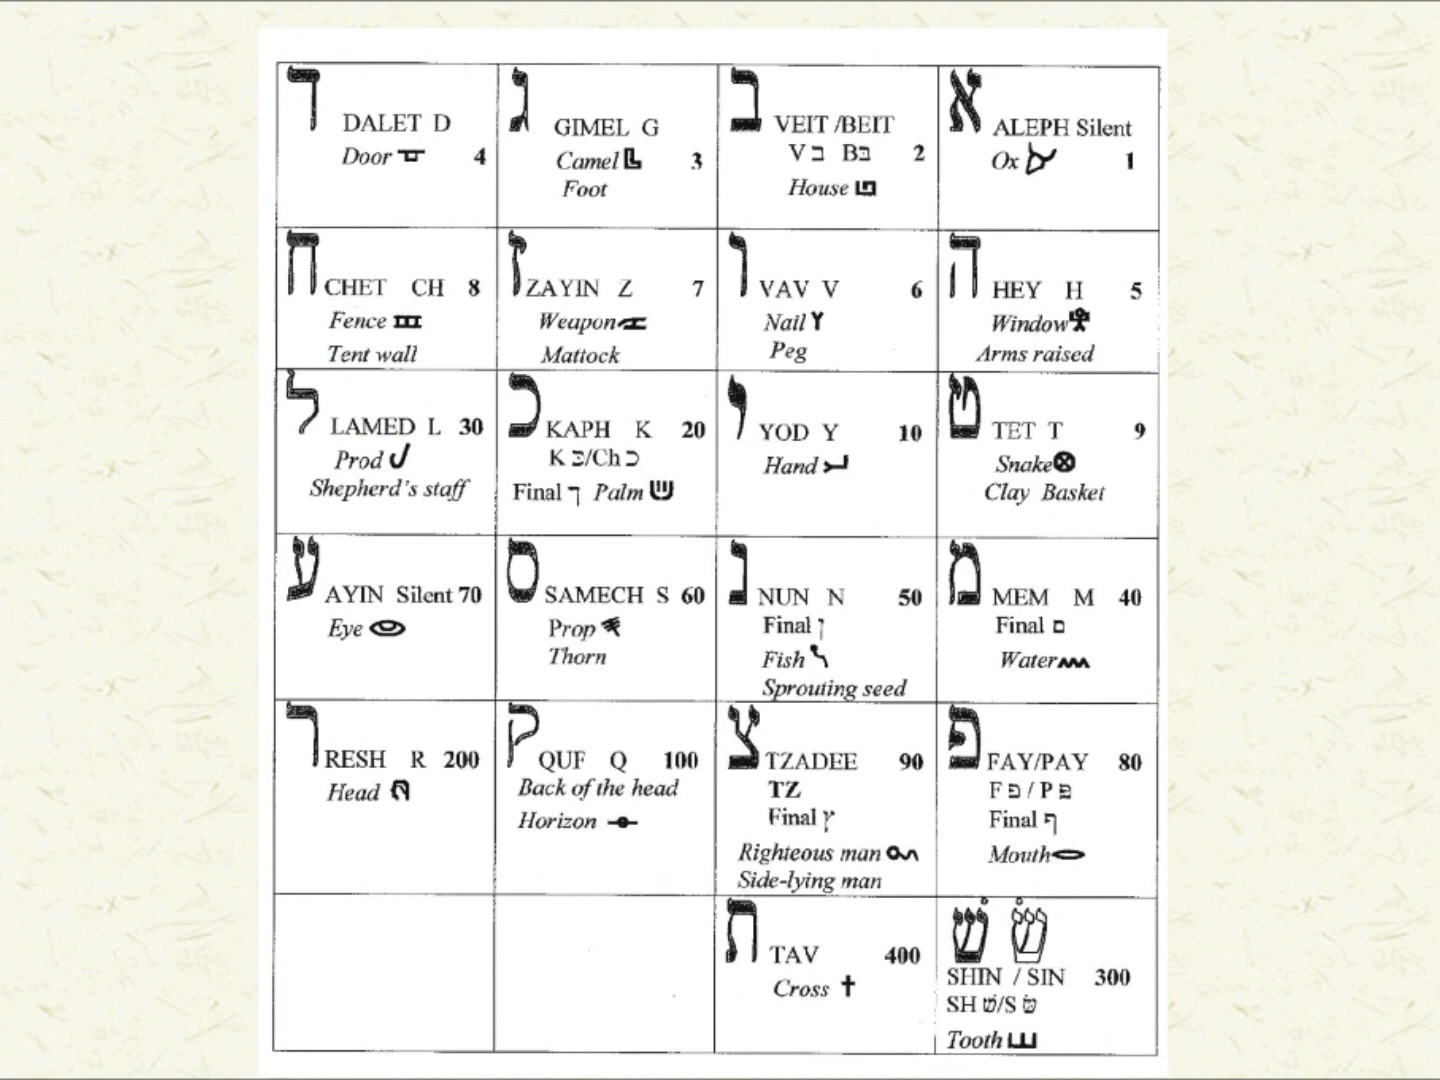 א
ALEPH Silent
Ox 1
ב
VEIT /BEIT
V ב B בּ 2
House
ג
GIMEL G
Camel 3
Foot
ד
DALET D
Door 4
ה
HEY H 5
Window
Arms raised
ו
VAV V 6
Nail
Peg
ז
ZAYIN Z 7
Weapon
Mattock
ח
CHET CH 8
Fence
Tent wall
ט
TET T 9
Snake
Clay Basket
י
YOD Y 10
Hand
כ
KAPH K 20
K כּ/Ch כ
Final ך Palm
ל
LAMED L 30
Prod
Shepherd's staff
מ
MEM M 40
Final ם
Water
נ
NUN N 50
Final ן
Fish
Sprouting seed
ס
SAMECH S 60
Prop
Thorn
ע
AYIN Silent 70
Eye
פ
FAY/PAY 80
F פ / P פּ
Final ף
Mouth
צ
TZADEE 90
TZ
Final ץ
Righteous man
Side-lying man
ק
QUF Q 100
Back of the head
Horizon
ר
RESH R 200
Head
שׁ שׂ
SHIN / SIN 300
SH שׁ/S שׂ
Tooth
ת
TAV 400
Cross